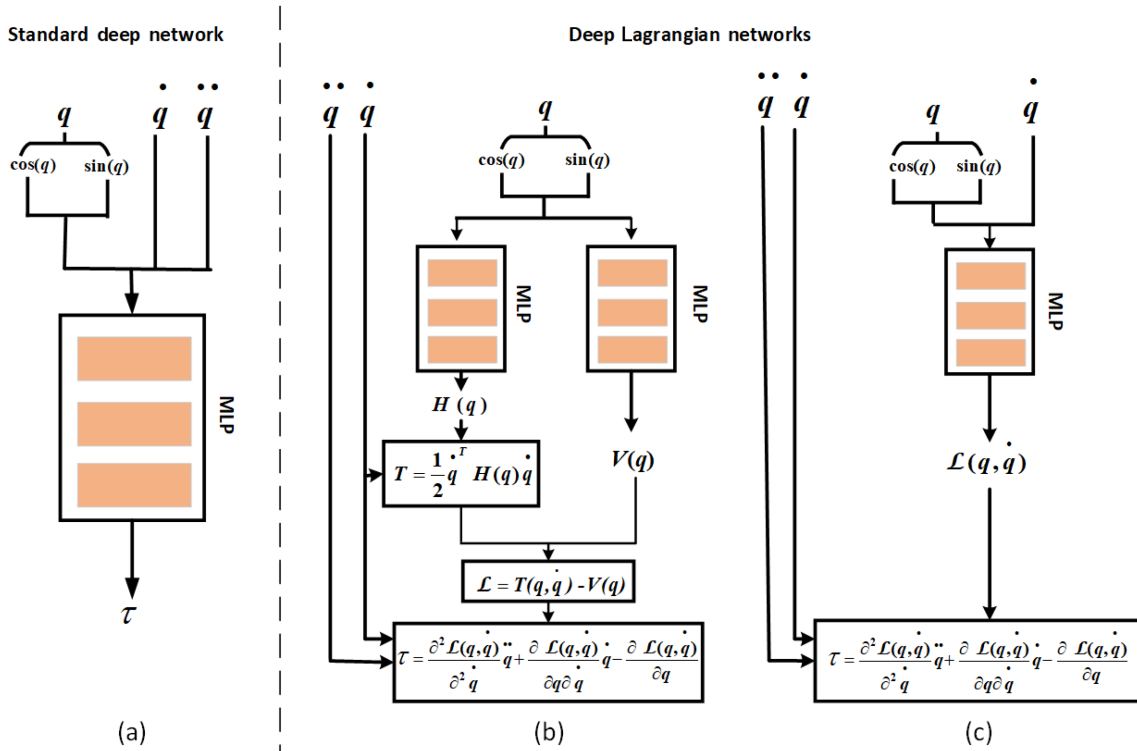 Standard deep network
Deep Lagrangian networks
q
q̇
q̈
cos(q)
sin(q)
MLP
τ
(a)
q̈
q̇
q
cos(q)
sin(q)
MLP
MLP
H(q)
V(q)
T = 1/2 q̇^T H(q) q̇
ℒ = T(q,q̇) - V(q)
τ = ∂²ℒ(q,q̇)/∂²q̇ q̈ + ∂ ℒ(q,q̇)/∂q∂q̇ q̇ - ∂ ℒ(q,q̇)/∂q
(b)
q̈
q̇
q
q̇
cos(q)
sin(q)
MLP
ℒ(q,q̇)
τ = ∂²ℒ(q,q̇)/∂²q̇ q̈ + ∂ ℒ(q,q̇)/∂q∂q̇ q̇ - ∂ ℒ(q,q̇)/∂q
(c)